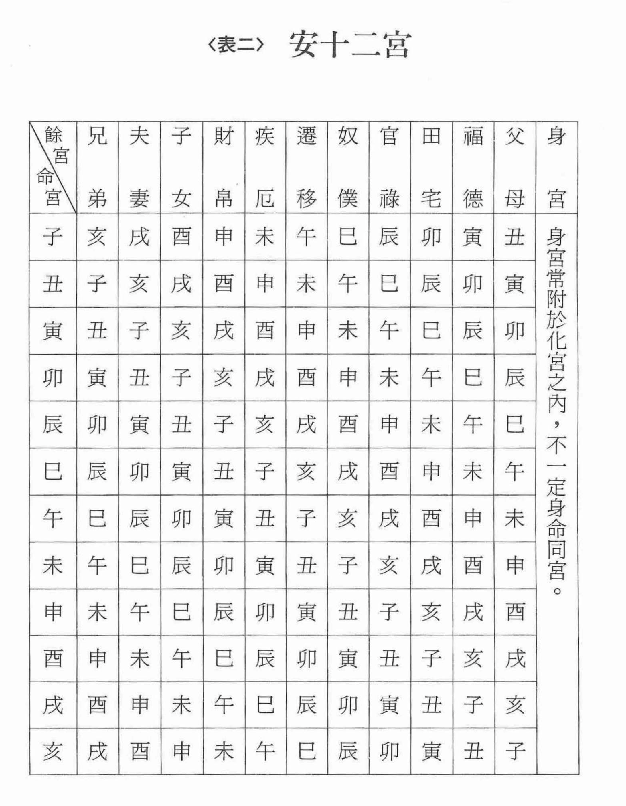 〈表二〉 安十二宮
餘宮 命宮 兄弟 夫妻 子女 財帛 疾厄 遷移 奴僕 官祿 田宅 福德 父母 身宮
子 亥 戌 酉 申 未 午 巳 辰 卯 寅 丑
丑 子 亥 戌 酉 申 未 午 巳 辰 卯 寅
寅 丑 子 亥 戌 酉 申 未 午 巳 辰 卯
卯 寅 丑 子 亥 戌 酉 申 未 午 巳 辰
辰 卯 寅 丑 子 亥 戌 酉 申 未 午 巳
巳 辰 卯 寅 丑 子 亥 戌 酉 申 未 午
午 巳 辰 卯 寅 丑 子 亥 戌 酉 申 未
未 午 巳 辰 卯 寅 丑 子 亥 戌 酉 申
申 未 午 巳 辰 卯 寅 丑 子 亥 戌 酉
酉 申 未 午 巳 辰 卯 寅 丑 子 亥 戌
戌 酉 申 未 午 巳 辰 卯 寅 丑 子 亥
亥 戌 酉 申 未 午 巳 辰 卯 寅 丑 子
身宮常附於化宮之內，不一定身命同宮。